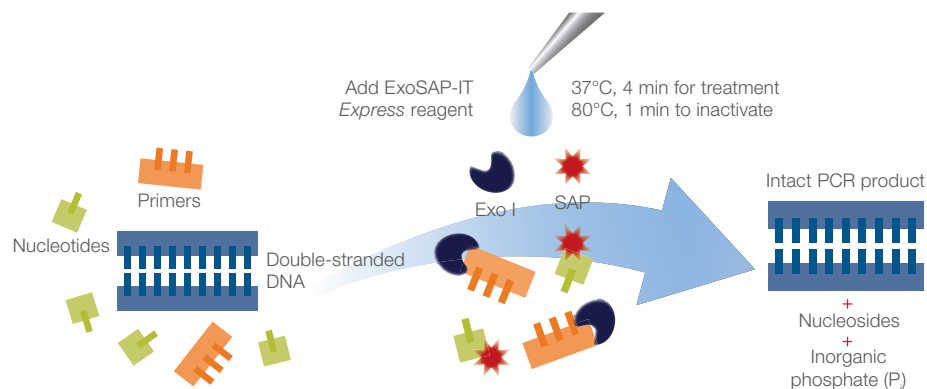 Add ExoSAP-IT
Express reagent
37°C, 4 min for treatment
80°C, 1 min to inactivate
Primers
Nucleotides
Double-stranded
DNA
Exo I
SAP
Intact PCR product
+
Nucleosides
+
Inorganic
phosphate (Pi)